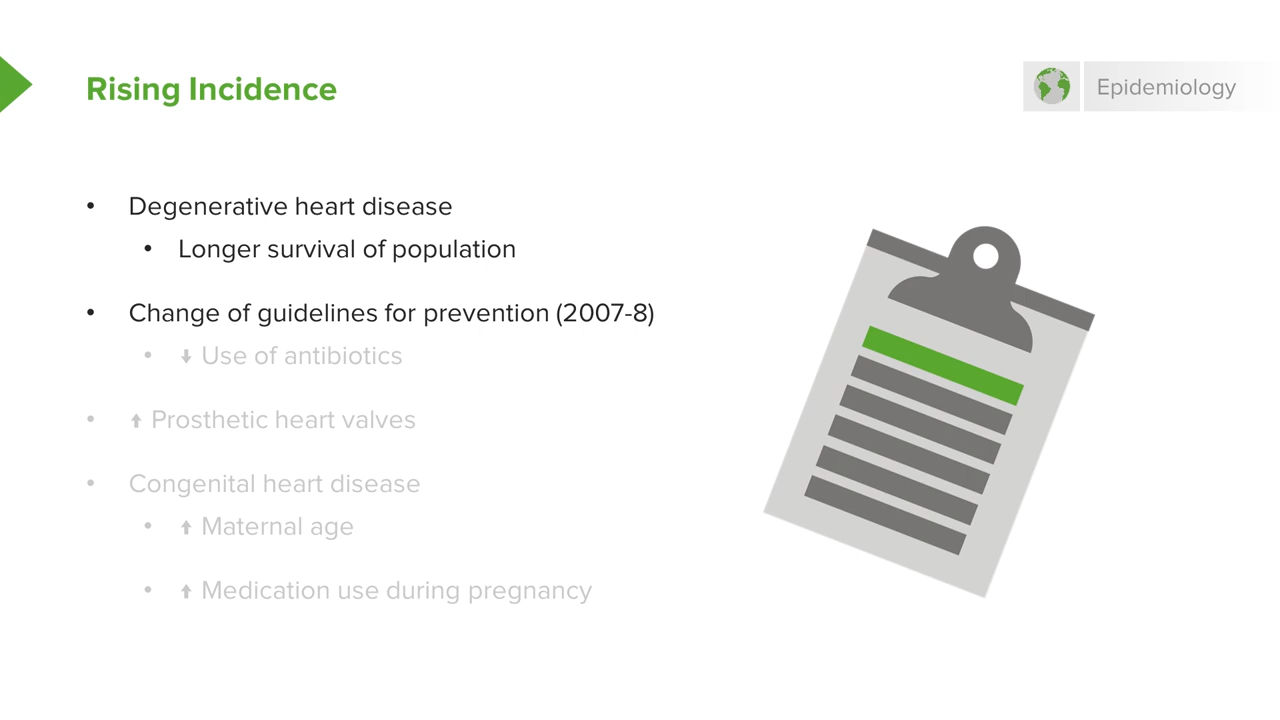 Rising Incidence
Epidemiology
• Degenerative heart disease
• Longer survival of population
• Change of guidelines for prevention (2007-8)
• ⬇ Use of antibiotics
• ⬆ Prosthetic heart valves
• Congenital heart disease
• ⬆ Maternal age
• ⬆ Medication use during pregnancy